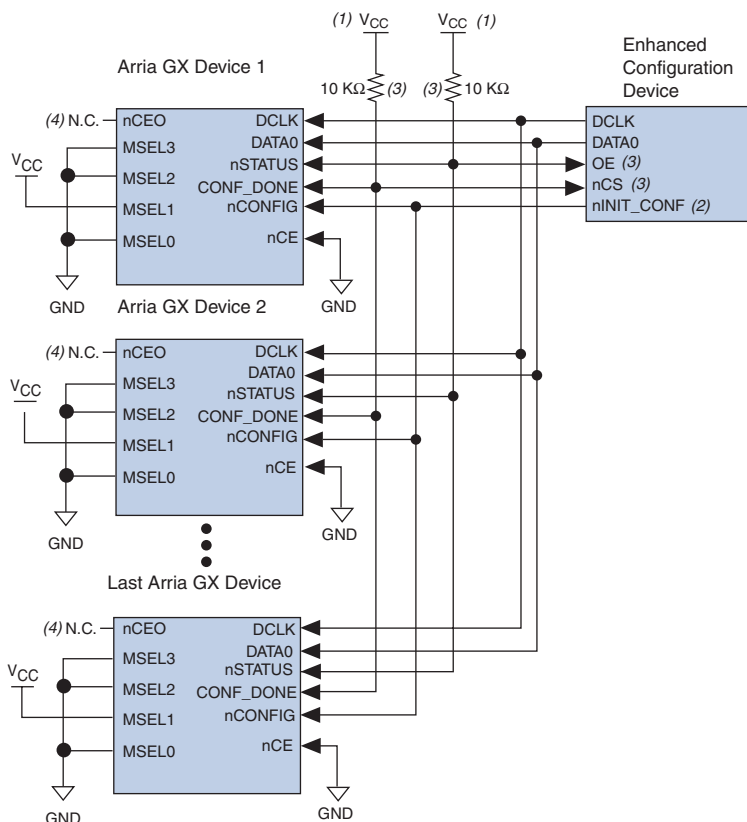 (1) VCC
VCC (1)
Enhanced
Configuration
Device
Arria GX Device 1
10 KΩ (3)
(3) 10 KΩ
(4) N.C.
nCEO
MSEL3
MSEL2
MSEL1
MSEL0
DCLK
DATA0
nSTATUS
CONF_DONE
nCONFIG
nCE
DCLK
DATA0
OE (3)
nCS (3)
nINIT_CONF (2)
VCC
GND
GND
Arria GX Device 2
(4) N.C.
nCEO
MSEL3
MSEL2
MSEL1
MSEL0
DCLK
DATA0
nSTATUS
CONF_DONE
nCONFIG
nCE
VCC
GND
GND
Last Arria GX Device
(4) N.C.
nCEO
MSEL3
MSEL2
MSEL1
MSEL0
DCLK
DATA0
nSTATUS
CONF_DONE
nCONFIG
nCE
VCC
GND
GND